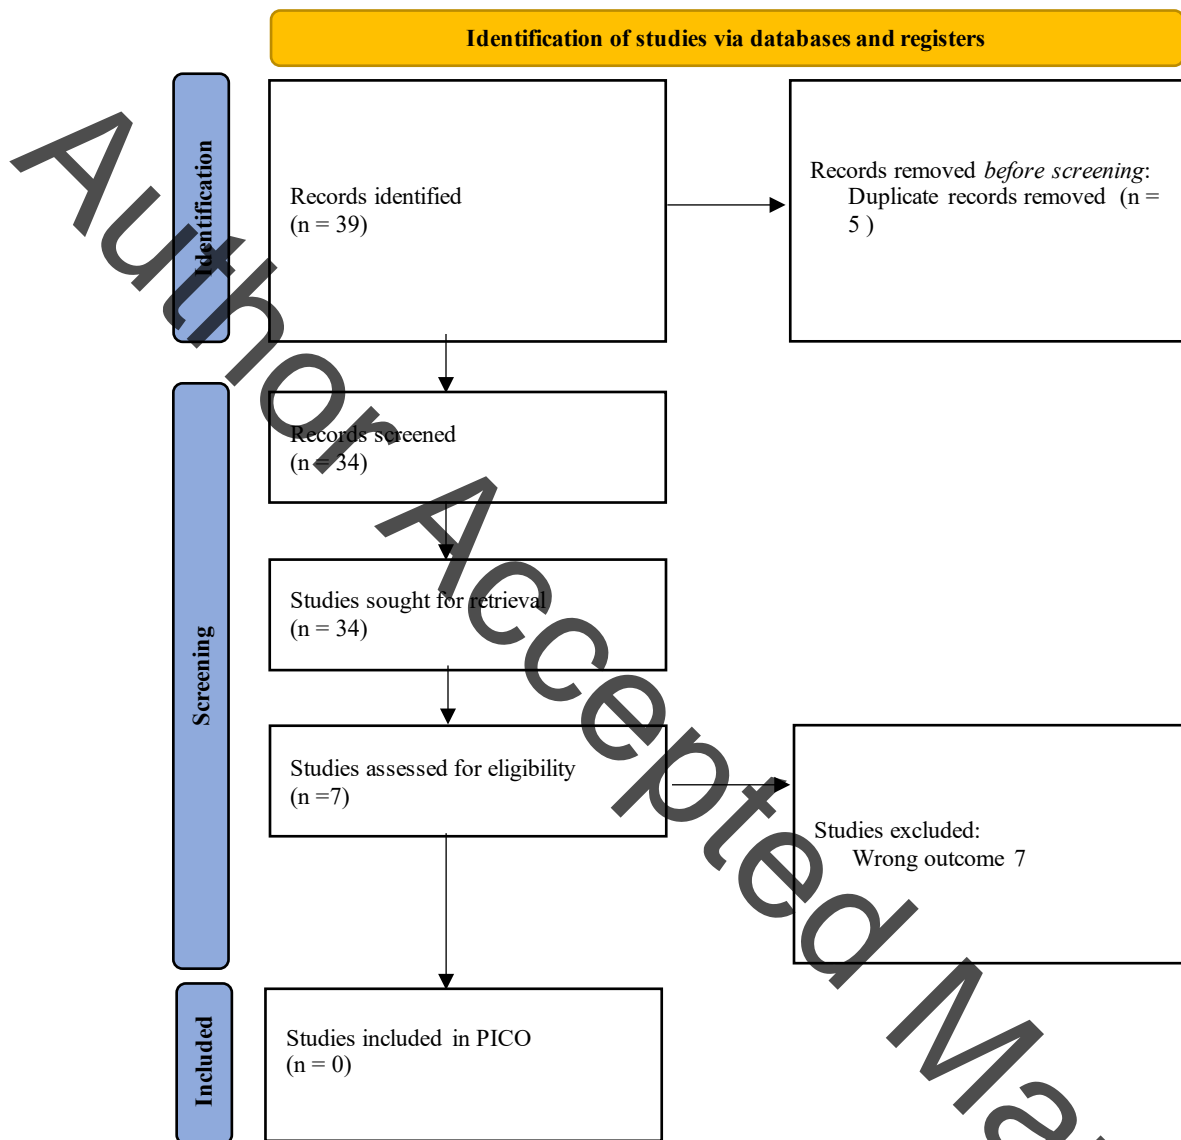 Identification of studies via databases and registers
Identification
Records identified
(n = 39)
Records removed before screening:
Duplicate records removed (n =
5 )
Screening
Records screened
(n = 34)
Studies sought for retrieval
(n = 34)
Studies assessed for eligibility
(n =7)
Studies excluded:
Wrong outcome 7
Included
Studies included in PICO
(n = 0)
Author Accepted Ma